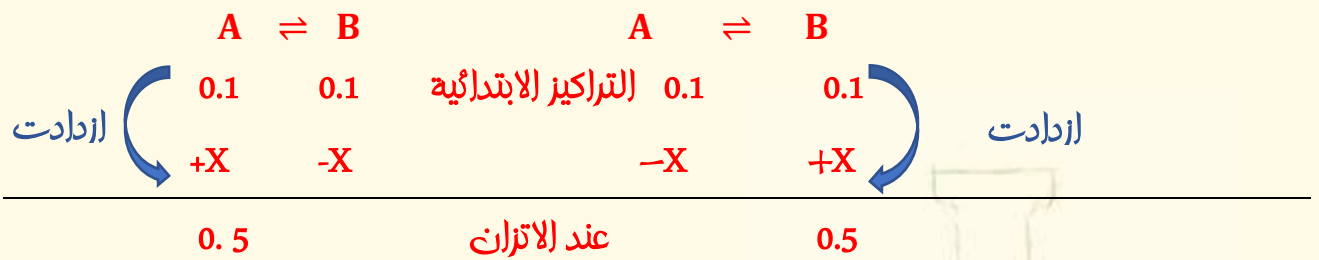 A ⇌ B A ⇌ B
0.1 0.1 التراكيز الابتدائية 0.1 0.1
ازدادت ازدادت
+X -X −X +X
0. 5 عند الاتزان 0.5